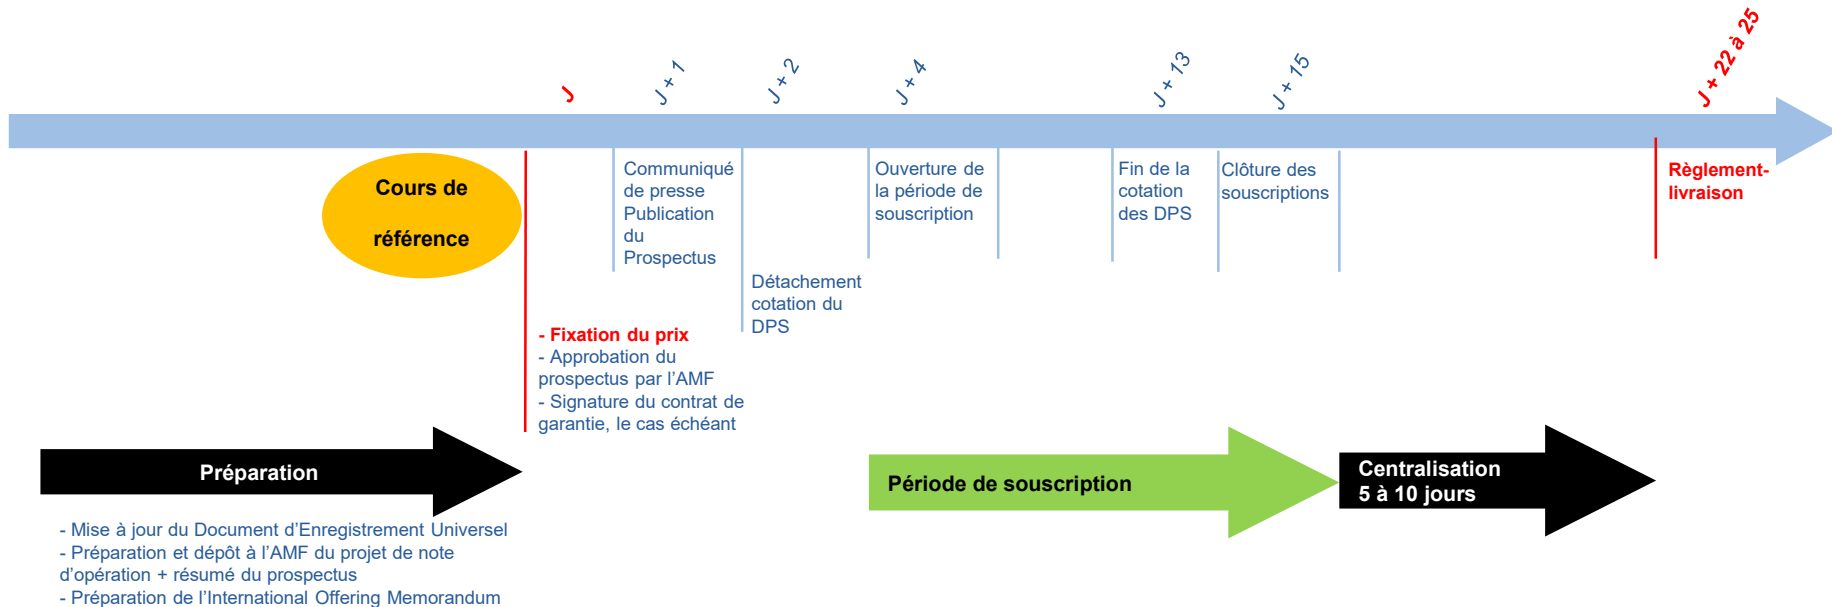 J
J + 1
J + 2
J + 4
J + 13
J + 15
J + 22 à 25
Cours de
référence
Communiqué
de presse
Publication
du
Prospectus
Détachement
cotation du
DPS
Ouverture de
la période de
souscription
Fin de la
cotation
des DPS
Clôture des
souscriptions
Règlement-
livraison
- Fixation du prix
- Approbation du
prospectus par l’AMF
- Signature du contrat de
garantie, le cas échéant
Préparation
Période de souscription
Centralisation
5 à 10 jours
- Mise à jour du Document d’Enregistrement Universel
- Préparation et dépôt à l’AMF du projet de note
d’opération + résumé du prospectus
- Préparation de l’International Offering Memorandum